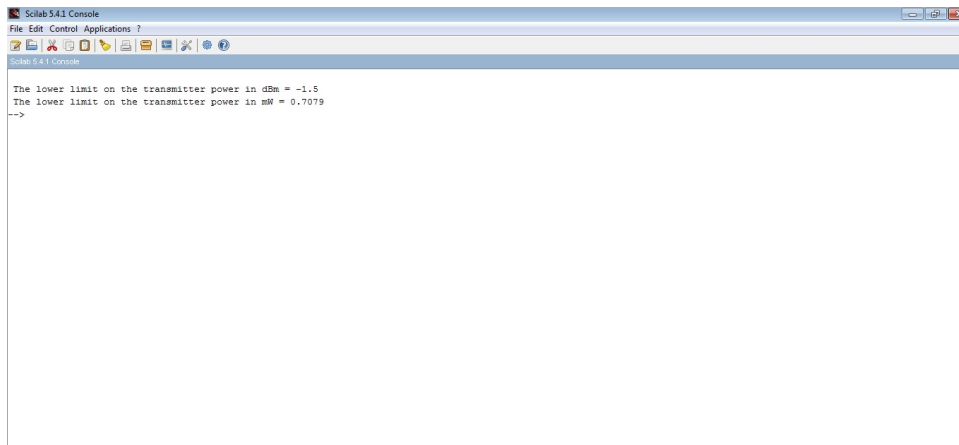 Scilab 5.4.1 Console
File Edit Control Applications ?
Scilab 5.4.1 Console
The lower limit on the transmitter power in dBm = -1.5
The lower limit on the transmitter power in mW = 0.7079
-->